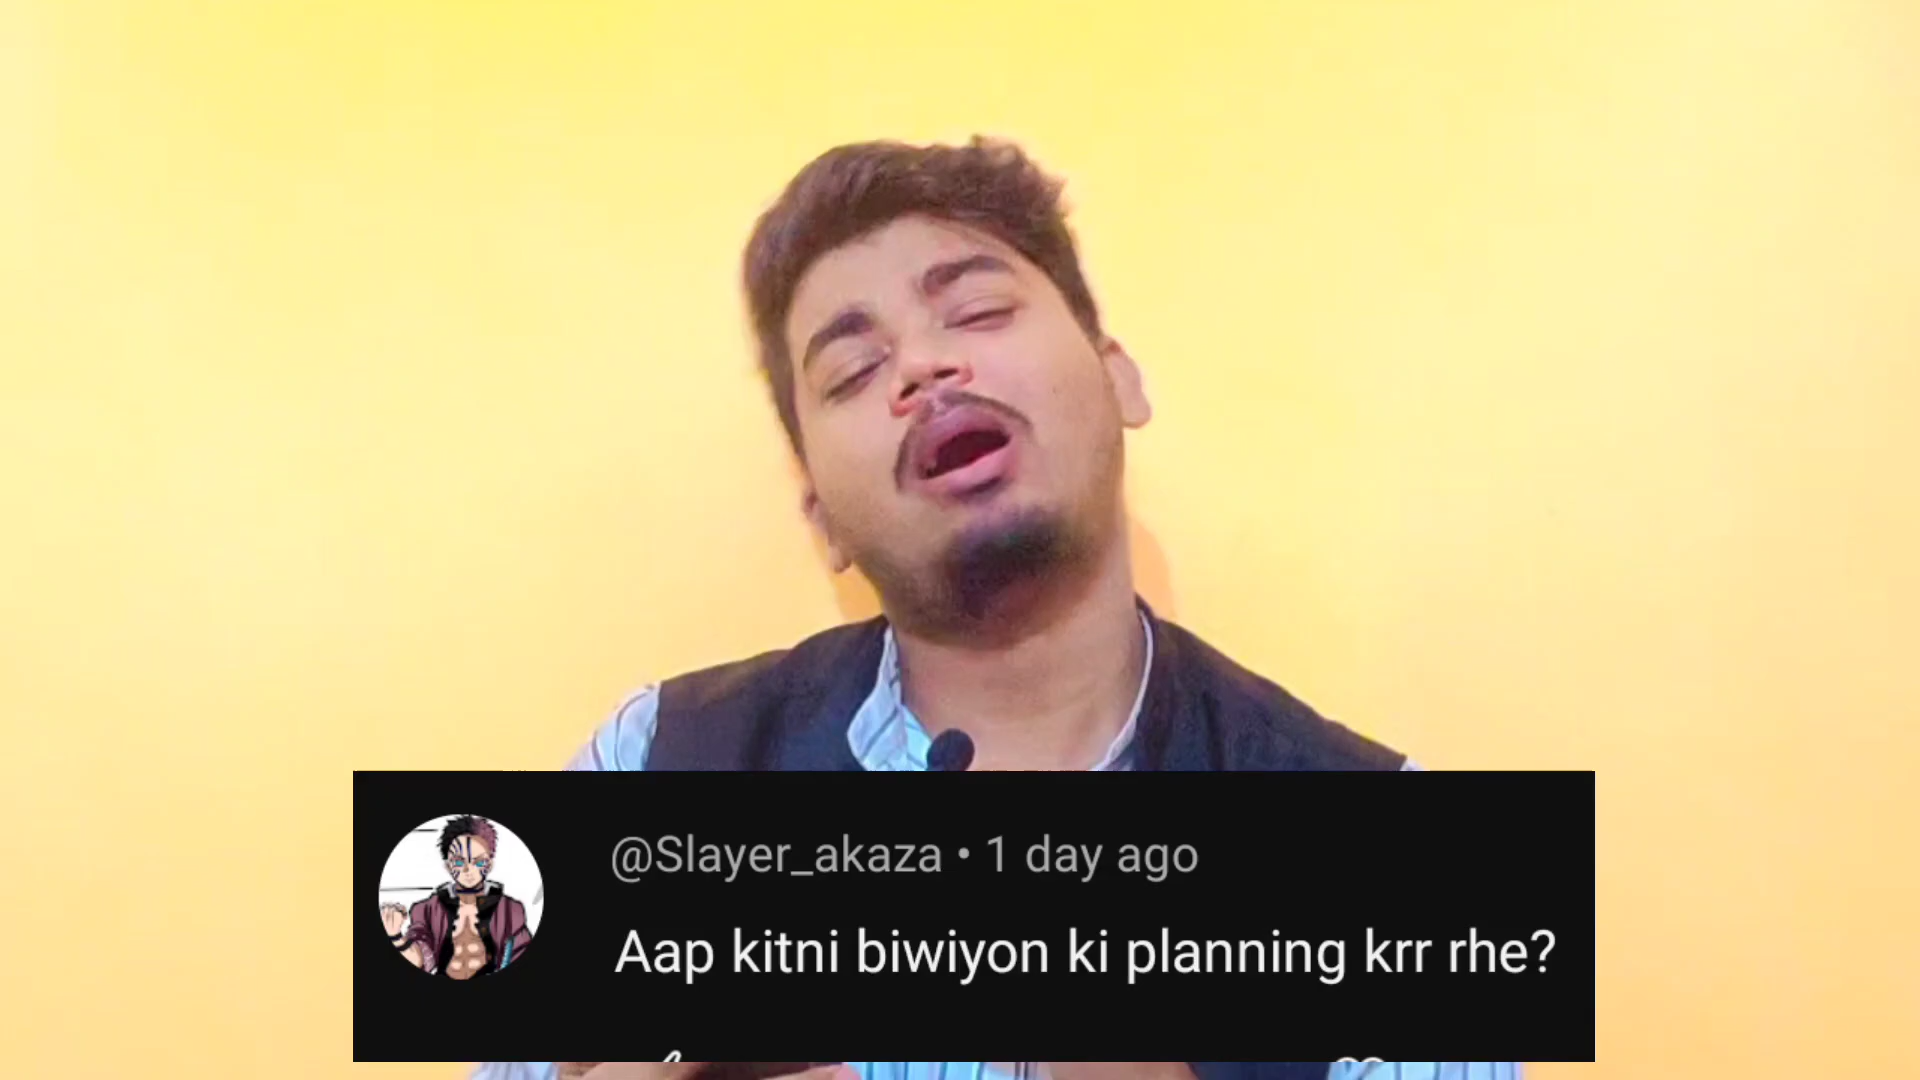 @Slayer_akaza • 1 day ago
Aap kitni biwiyon ki planning krr rhe?